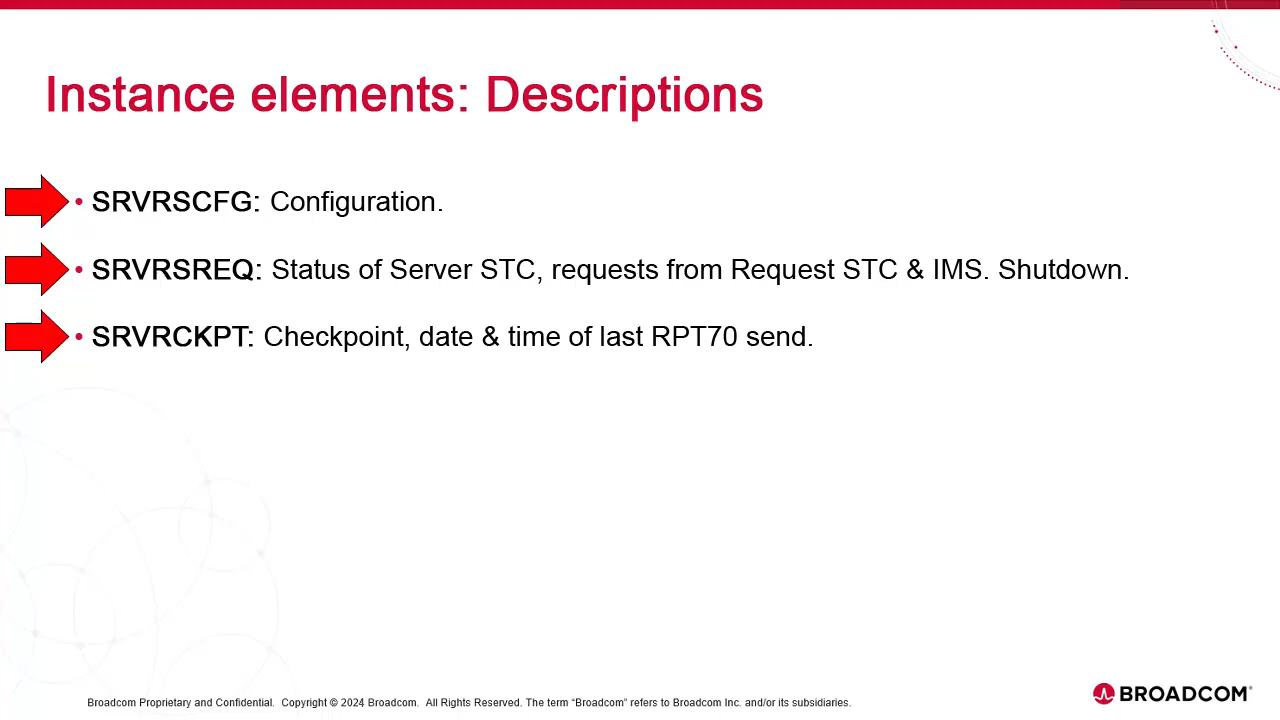 Instance elements: Descriptions
• SRVRSCFG: Configuration.
• SRVRSREQ: Status of Server STC, requests from Request STC & IMS. Shutdown.
• SRVRCKPT: Checkpoint, date & time of last RPT70 send.
Broadcom Proprietary and Confidential. Copyright © 2024 Broadcom. All Rights Reserved. The term “Broadcom” refers to Broadcom Inc. and/or its subsidiaries.
BROADCOM®